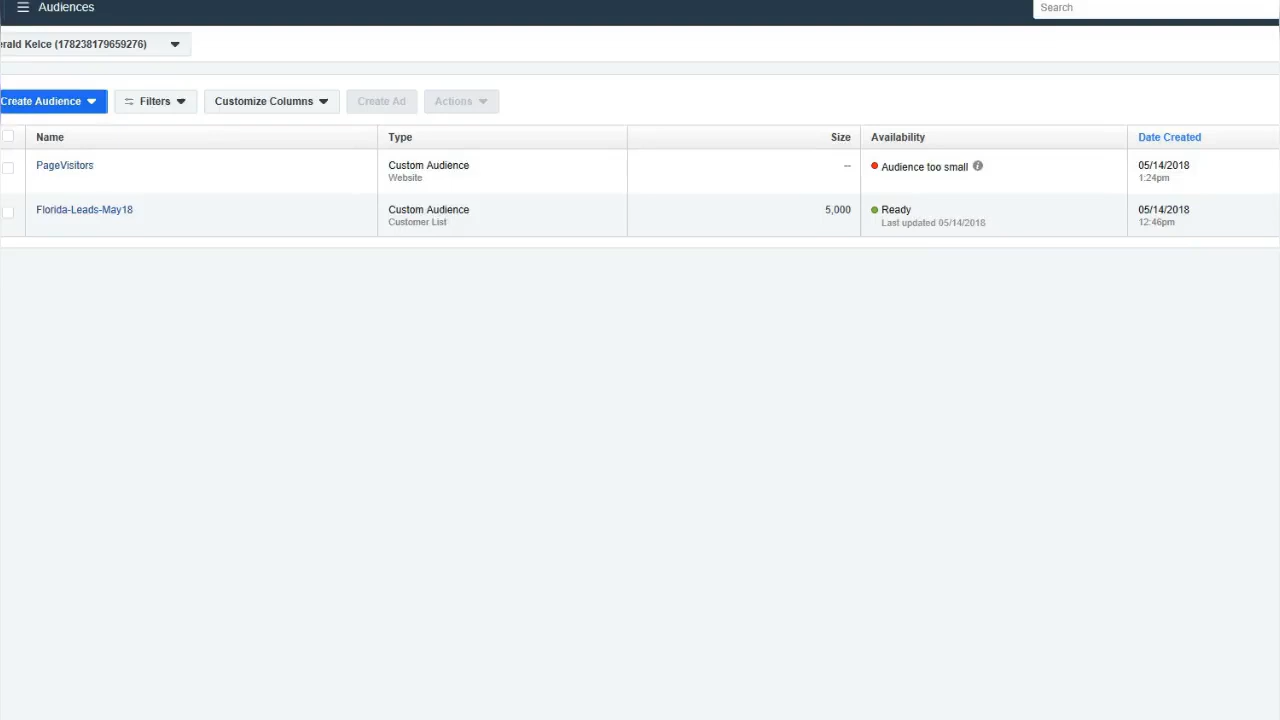 Audiences
Search
erald Kelce (178238179659276)
Create Audience
Filters
Customize Columns
Create Ad
Actions
Name
Type
Size
Availability
Date Created
PageVisitors
Custom Audience
Website
--
Audience too small
05/14/2018
1:24pm
Florida-Leads-May18
Custom Audience
Customer List
5,000
Ready
Last updated 05/14/2018
05/14/2018
12:46pm